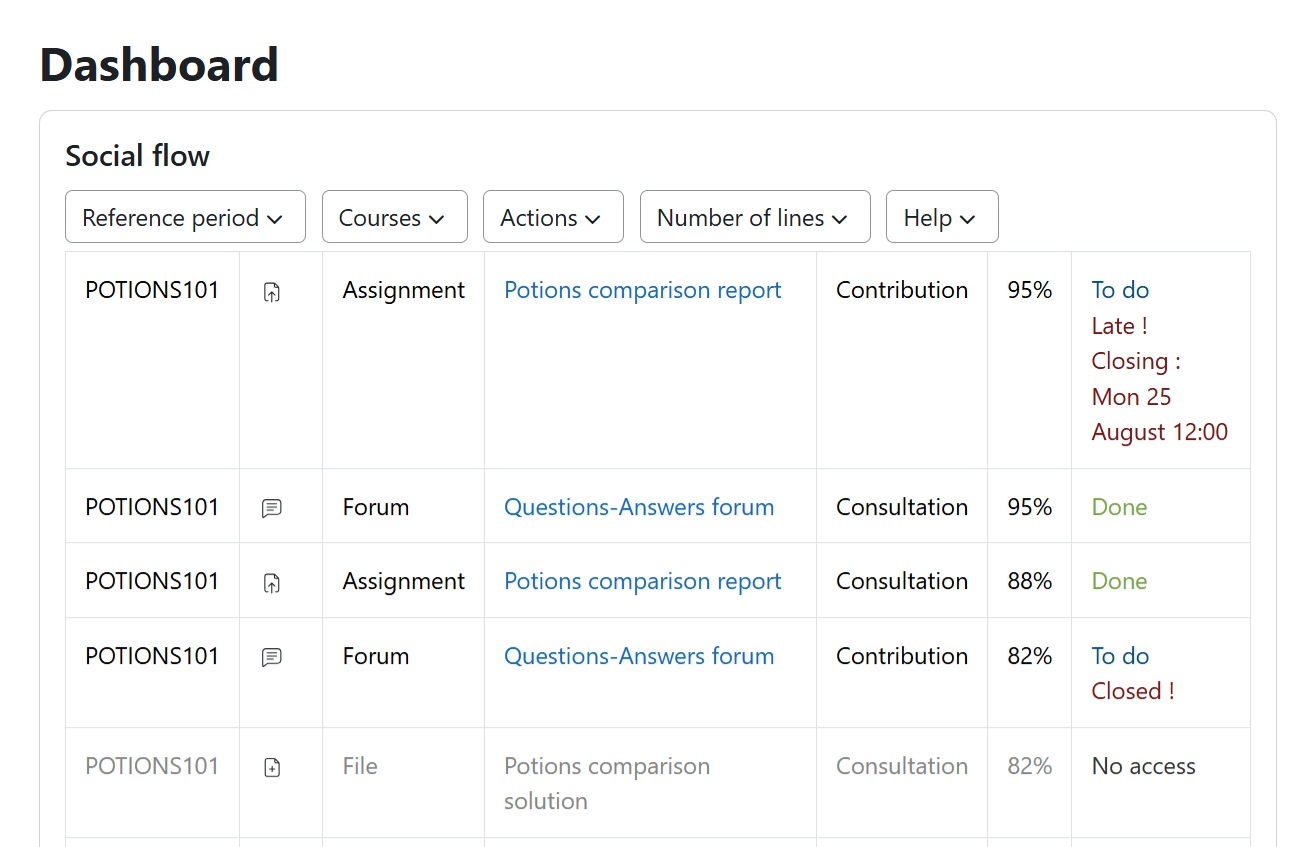 Dashboard
Social flow
Reference period Courses Actions Number of lines Help
POTIONS101 Assignment Potions comparison report Contribution 95% To do
Late !
Closing :
Mon 25
August 12:00
POTIONS101 Forum Questions-Answers forum Consultation 95% Done
POTIONS101 Assignment Potions comparison report Consultation 88% Done
POTIONS101 Forum Questions-Answers forum Contribution 82% To do
Closed !
POTIONS101 File Potions comparison Consultation 82% No access
solution